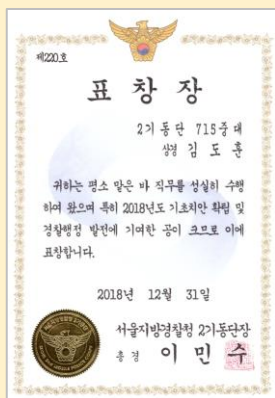 제220호
표 창 장
2기동단 715중대
상경 김 도 훈
귀하는 평소 맡은 바 직무를 성실히 수행
하여 왔으며 특히 2018년도 기초치안 확립 및
경찰행정 발전에 기여한 공이 크므로 이에
표창합니다.
2018년 12월 31일
서울지방경찰청 2기동단장
총경 이 민 수